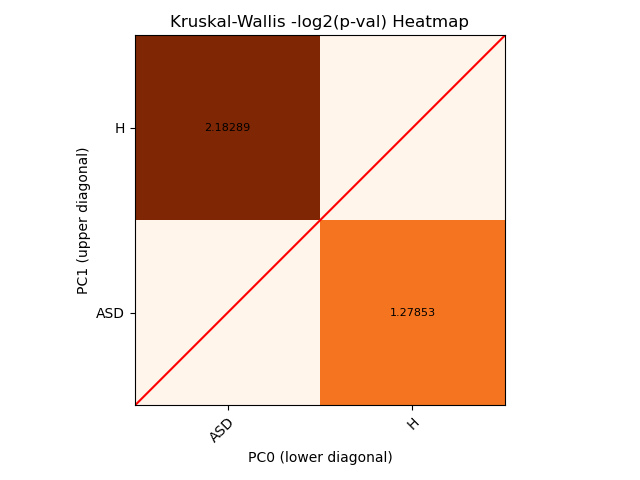 Kruskal-Wallis -log2(p-val) Heatmap
H
2.18289
PC1 (upper diagonal)
ASD
1.27853
ASD
H
PC0 (lower diagonal)